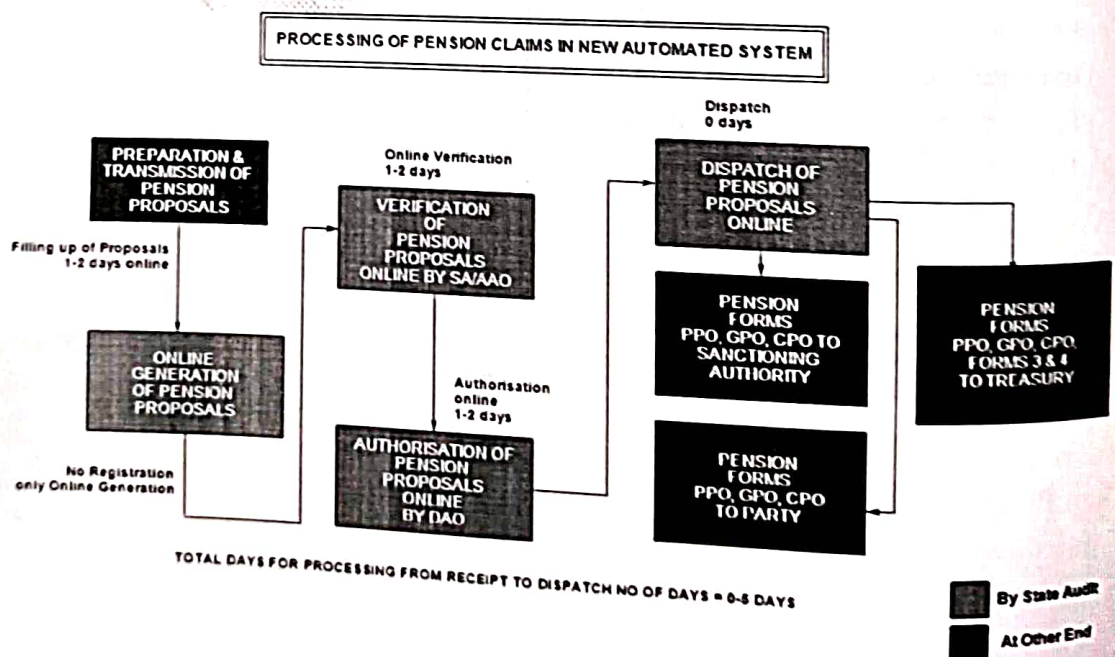 PROCESSING OF PENSION CLAIMS IN NEW AUTOMATED SYSTEM
PREPARATION &
TRANSMISSION OF
PENSION
PROPOSALS
Filling up of Proposals
1-2 days online
ONLINE
GENERATION
OF PENSION
PROPOSALS
No Registration
only Online Generation
Online Verification
1-2 days
VERIFICATION
OF
PENSION
PROPOSALS
ONLINE BY SA/AAO
Authorisation
online
1-2 days
AUTHORISATION OF
PENSION
PROPOSALS
ONLINE
BY DAO
Dispatch
0 days
DISPATCH OF
PENSION
PROPOSALS
ONLINE
PENSION
FORMS
PPO, GPO, CPO TO
SANCTIONING
AUTHORITY
PENSION
FORMS
PPO, GPO, CPO
TO PARTY
PENSION
FORMS
PPO, GPO, CPO,
FORMS 3 & 4
TO TREASURY
TOTAL DAYS FOR PROCESSING FROM RECEIPT TO DISPATCH NO OF DAYS = 0-5 DAYS
By State Audit
At Other End